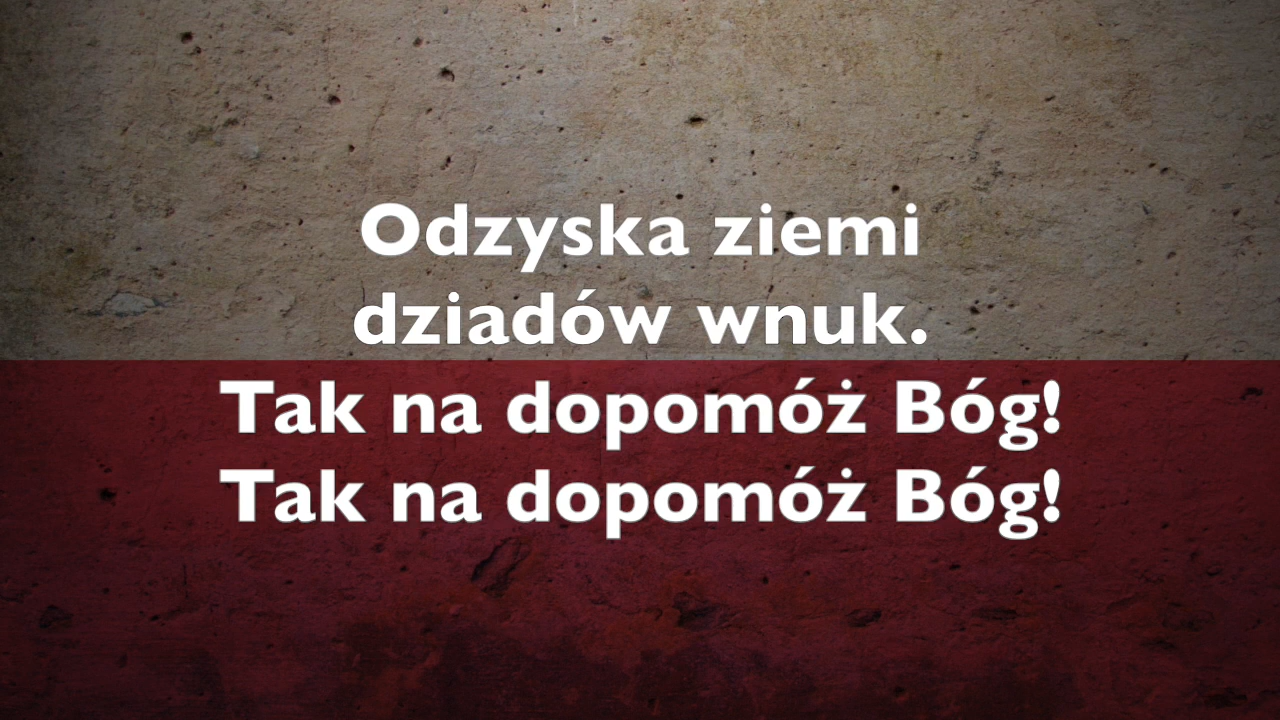 Odzyska ziemi
dziadów wnuk.
Tak na dopomóż Bóg!
Tak na dopomóż Bóg!